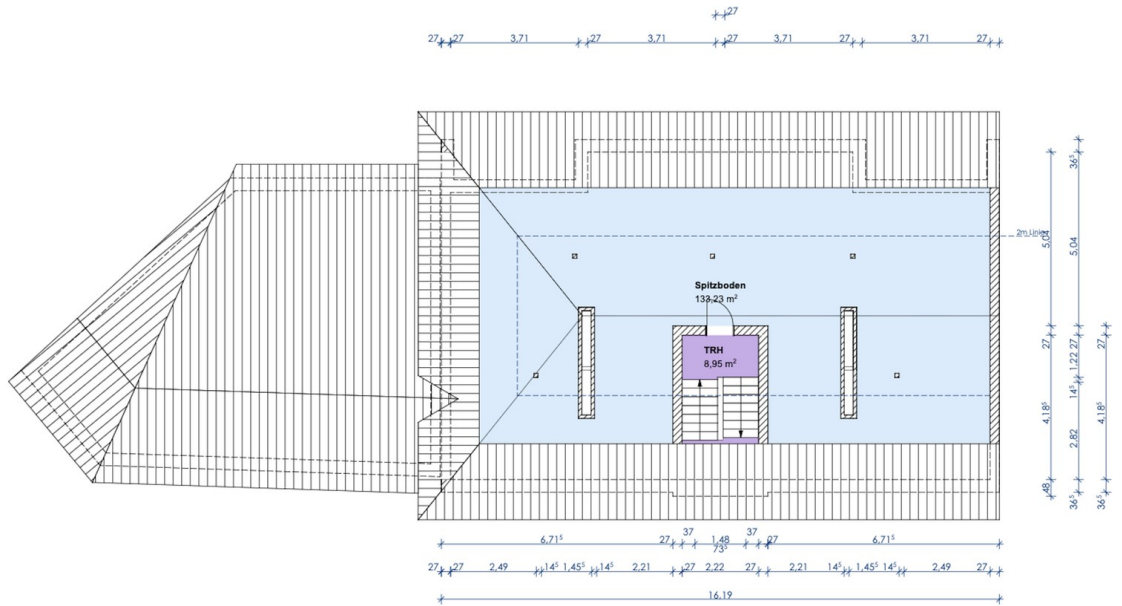 27
27 27 3,71 27 3,71 27 3,71 27 3,71 27
36⁵
2m Linie
5,04 5,04
Spitzboden
133,23 m²
TRH
8,95 m²
27 1,22 27 27
4,18⁵ 14⁵ 4,18⁵
2,82
48 36⁵ 36⁵
37 37
6,71⁵ 27 1,48 27 6,71⁵
73⁵
27 27 2,49 14⁵ 1,45⁵ 14⁵ 2,21 27 2,22 27 2,21 14⁵ 1,45⁵ 14⁵ 2,49 27
16,19